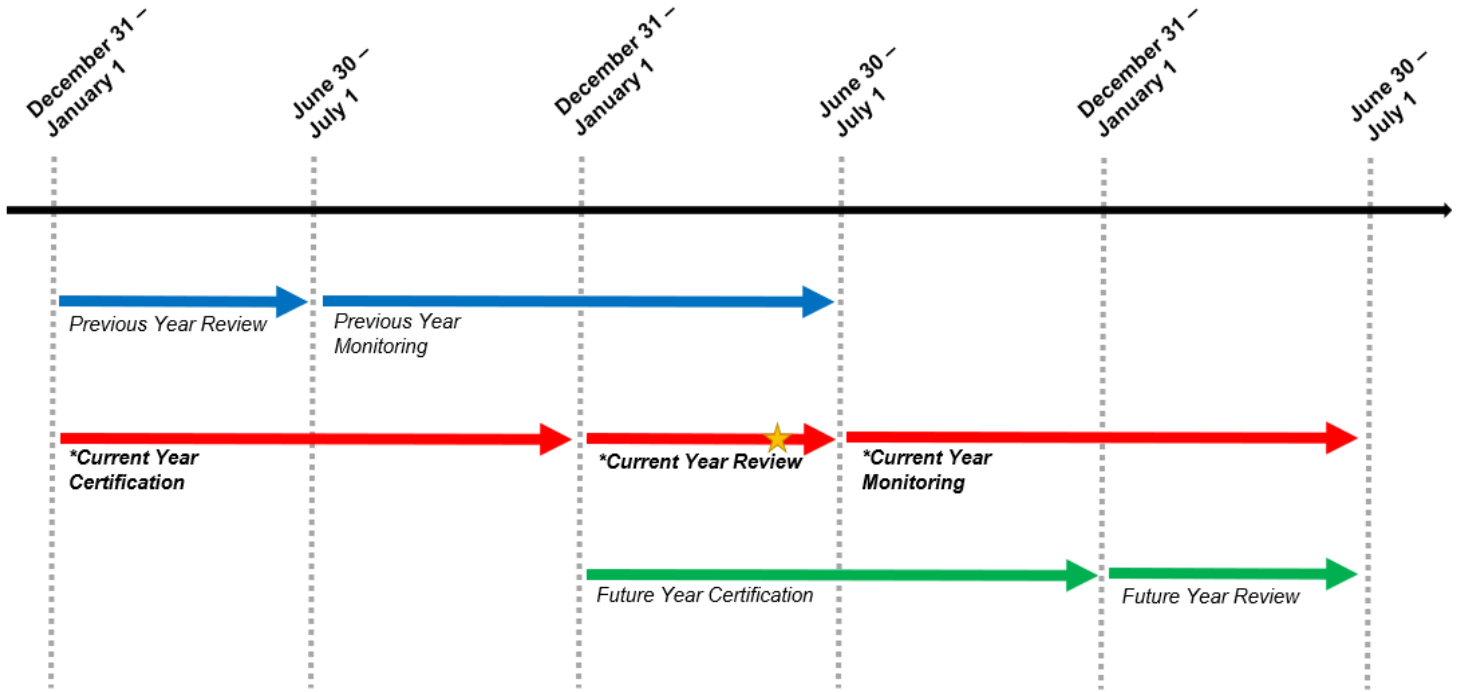 December 31 –
January 1
June 30 –
July 1
December 31 –
January 1
June 30 –
July 1
December 31 –
January 1
June 30 –
July 1
Previous Year Review
Previous Year
Monitoring
*Current Year
Certification
*Current Year Review
*Current Year
Monitoring
Future Year Certification
Future Year Review